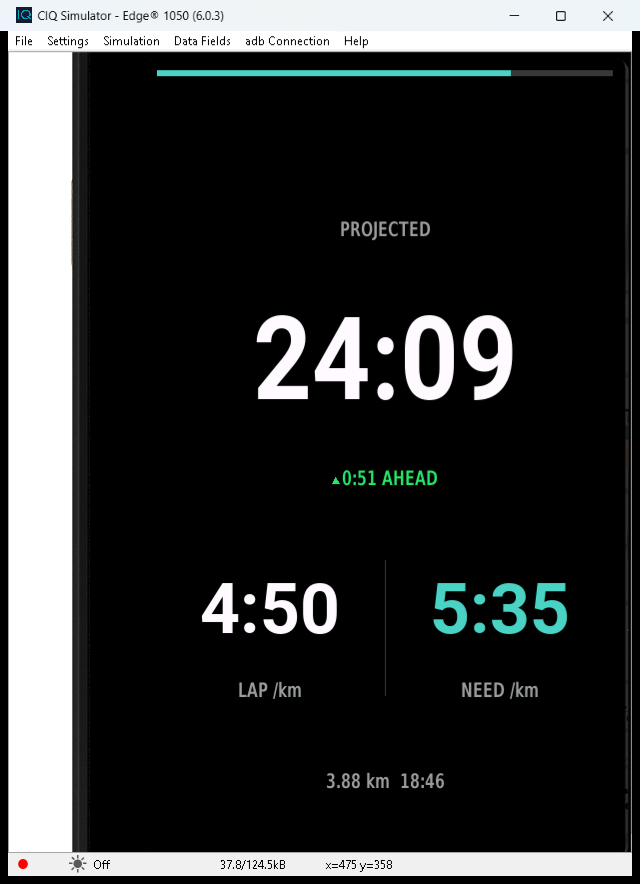 CIQ Simulator - Edge® 1050 (6.0.3)
File Settings Simulation Data Fields adb Connection Help
PROJECTED
24:09
▲0:51 AHEAD
4:50 5:35
LAP /km NEED /km
3.88 km 18:46
Off 37.8/124.5kB x=475 y=358